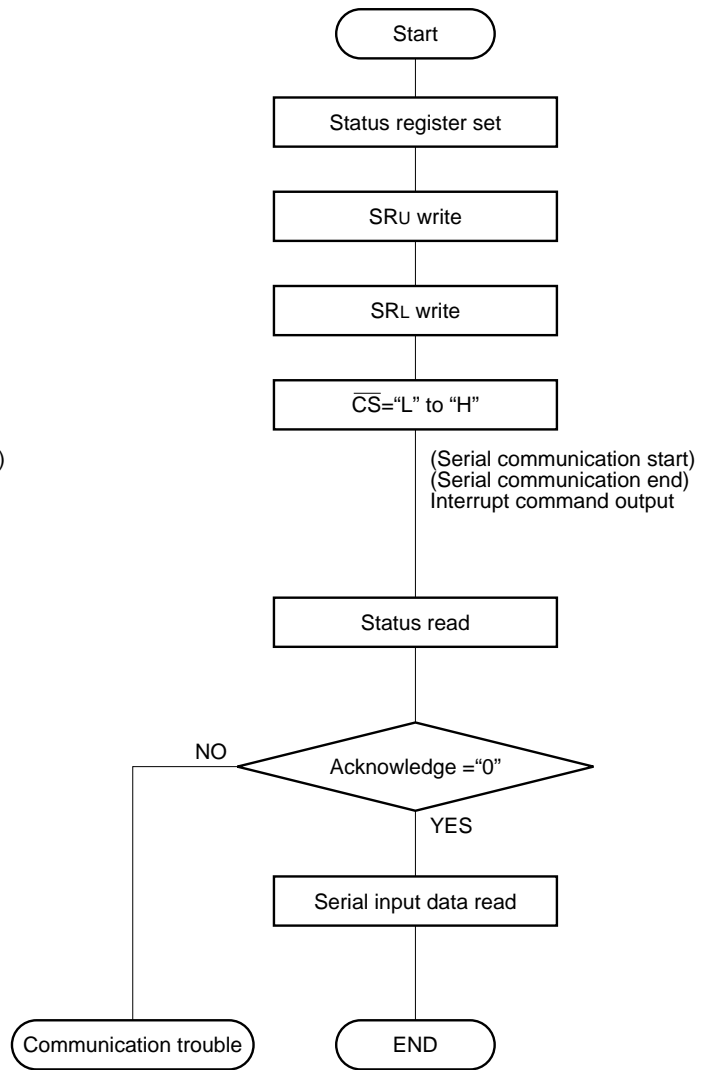 Start
Status register set
SRU write
SRL write
C̅S̅=“L” to “H”
)
(Serial communication start)
(Serial communication end)
Interrupt command output
Status read
NO
Acknowledge =“0”
YES
Serial input data read
Communication trouble
END